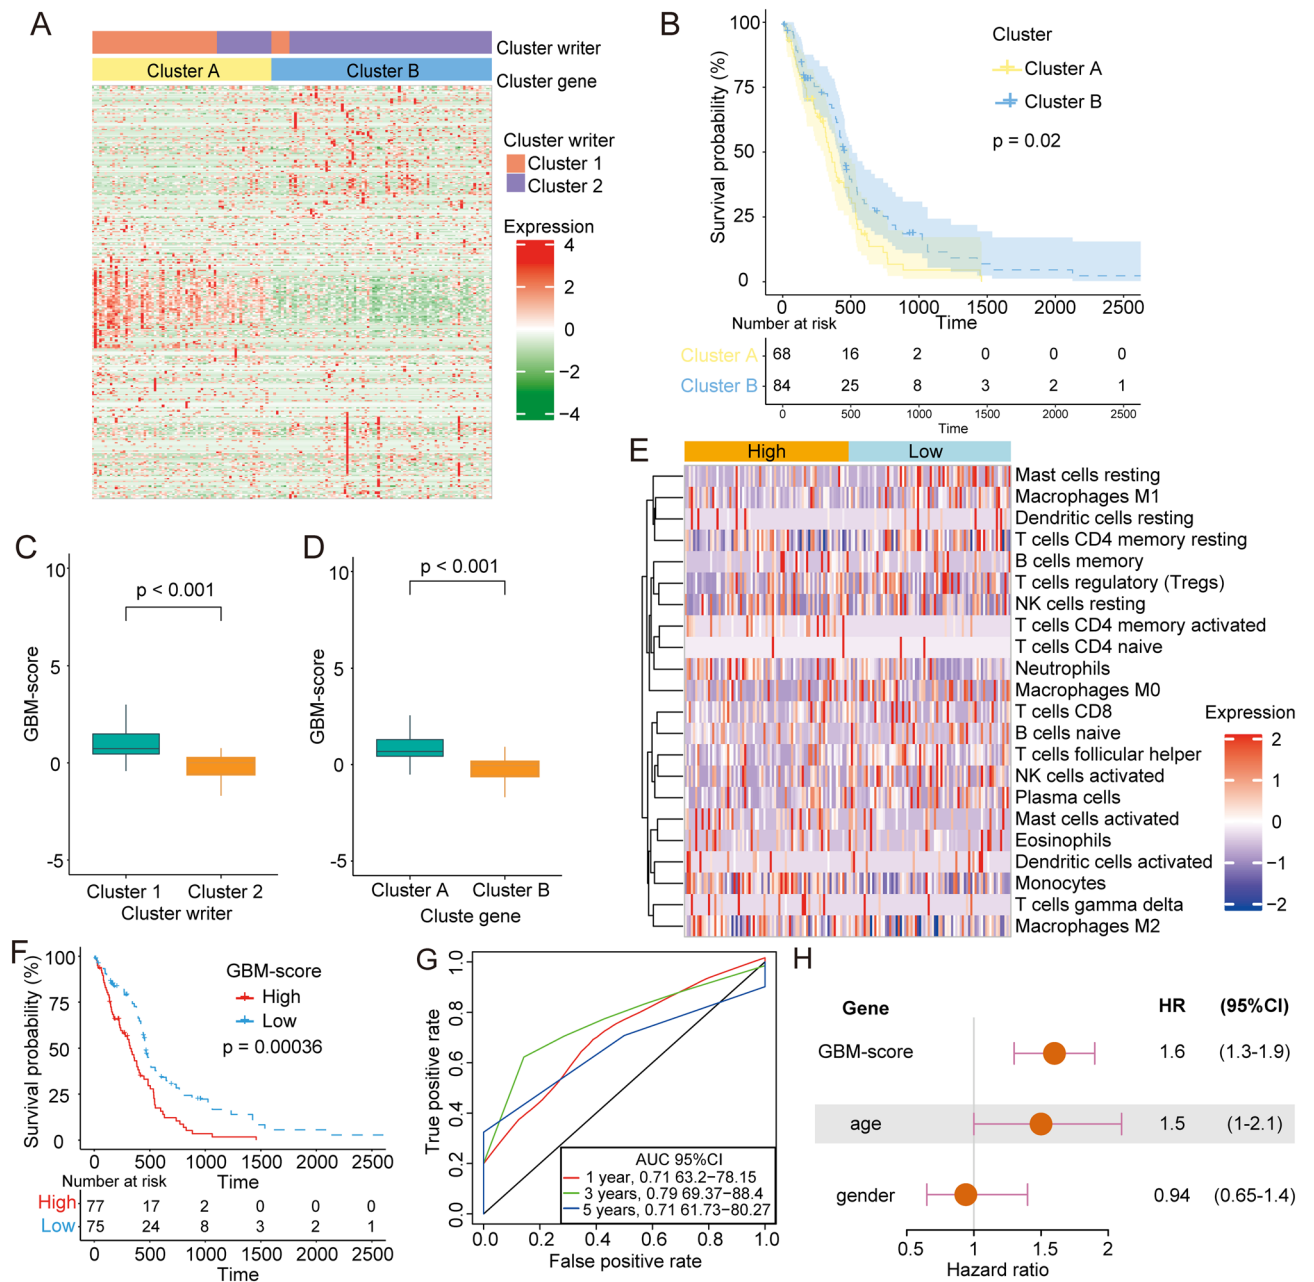 A
Cluster writer
Cluster A Cluster B
Cluster gene
Cluster writer
Cluster 1
Cluster 2
Expression
4
2
0
−2
−4
B
Survival probability (%)
100
75
50
25
0
Cluster
Cluster A
Cluster B
p = 0.02
0 500 1000 1500 2000 2500
Number at risk
Time
Cluster A 68 16 2 0 0 0
Cluster B 84 25 8 3 2 1
0 500 1000 1500 2000 2500
Time
C
GBM-score
10
5
0
-5
p < 0.001
Cluster 1 Cluster 2
Cluster writer
D
GBM-score
10
5
0
-5
p < 0.001
Cluster A Cluster B
Cluste gene
E
High Low
Mast cells resting
Macrophages M1
Dendritic cells resting
T cells CD4 memory resting
B cells memory
T cells regulatory (Tregs)
NK cells resting
T cells CD4 memory activated
T cells CD4 naive
Neutrophils
Macrophages M0
T cells CD8
B cells naive
T cells follicular helper
NK cells activated
Plasma cells
Mast cells activated
Eosinophils
Dendritic cells activated
Monocytes
T cells gamma delta
Macrophages M2
Expression
2
1
0
−1
−2
F
Survival probability (%)
100
75
50
25
0
GBM-score
High
Low
p = 0.00036
0 500 1000 1500 2000 2500
Number at risk
Time
High 77 17 2 0 0 0
Low 75 24 8 3 2 1
0 500 1000 1500 2000 2500
Time
G
True positive rate
1.0
0.8
0.6
0.4
0.2
0.0
AUC 95%CI
1 year, 0.71 63.2−78.15
3 years, 0.79 69.37−88.4
5 years, 0.71 61.73−80.27
0.0 0.2 0.4 0.6 0.8 1.0
False positive rate
H
Gene HR (95%CI)
GBM-score 1.6 (1.3-1.9)
age 1.5 (1-2.1)
gender 0.94 (0.65-1.4)
0.5 1 1.5 2
Hazard ratio